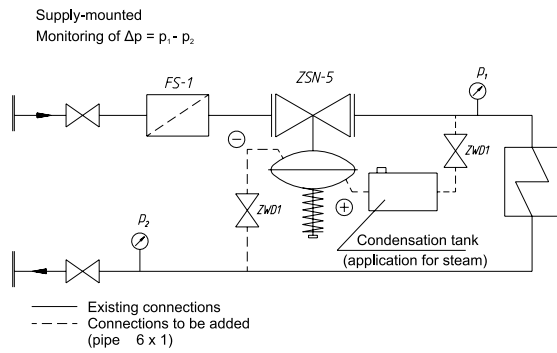 Supply-mounted
Monitoring of Δp = p₁- p₂
FS-1
ZSN-5
p₁
−
ZWD1
ZWD1
+
p₂
Condensation tank
(application for steam)
Existing connections
Connections to be added
(pipe 6 x 1)